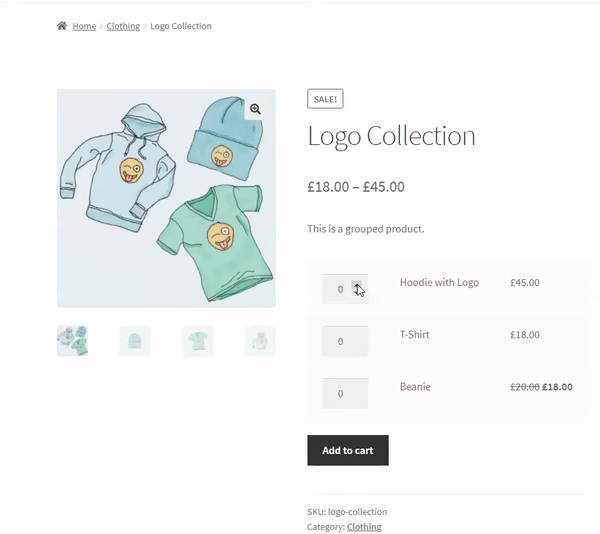 Home > Clothing > Logo Collection
SALE!
Logo Collection
£18.00 – £45.00
This is a grouped product.
0 Hoodie with Logo £45.00
0 T-Shirt £18.00
0 Beanie £20.00 £18.00
Add to cart
SKU: logo-collection
Category: Clothing